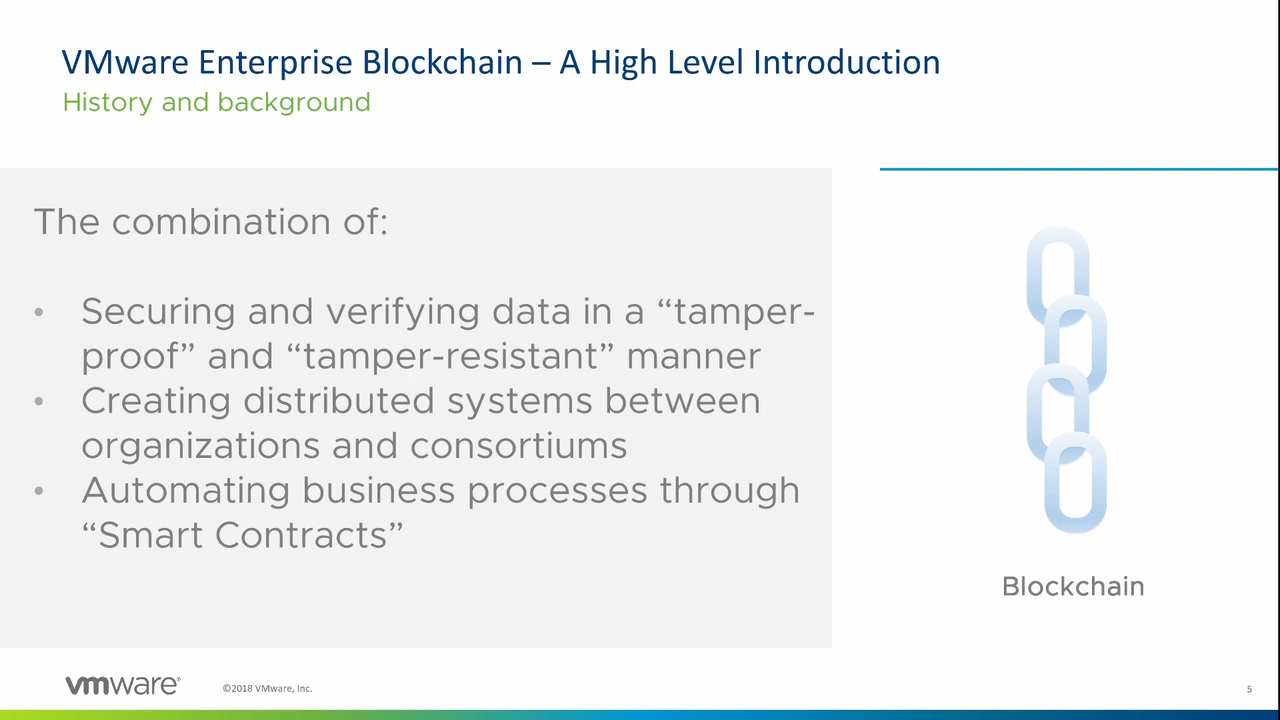 VMware Enterprise Blockchain – A High Level Introduction
History and background
The combination of:
• Securing and verifying data in a “tamper-
proof” and “tamper-resistant” manner
• Creating distributed systems between
organizations and consortiums
• Automating business processes through
“Smart Contracts”
Blockchain
vmware®
©2018 VMware, Inc.
5